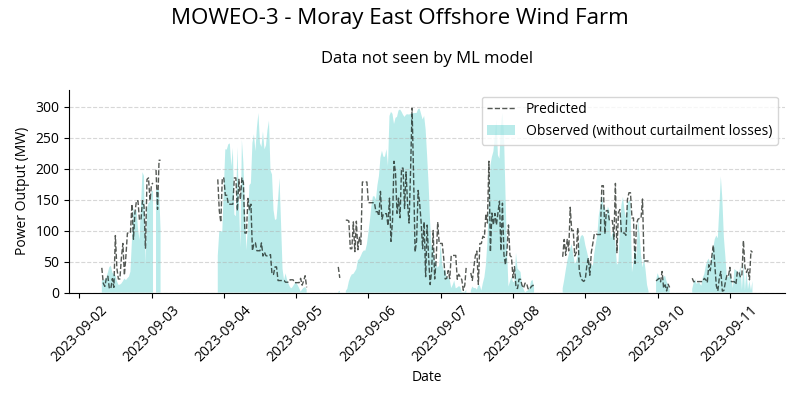 MOWEO-3 - Moray East Offshore Wind Farm
Data not seen by ML model
Predicted
Observed (without curtailment losses)
Power Output (MW)
300
250
200
150
100
50
0
2023-09-02
2023-09-03
2023-09-04
2023-09-05
2023-09-06
2023-09-07
2023-09-08
2023-09-09
2023-09-10
2023-09-11
Date